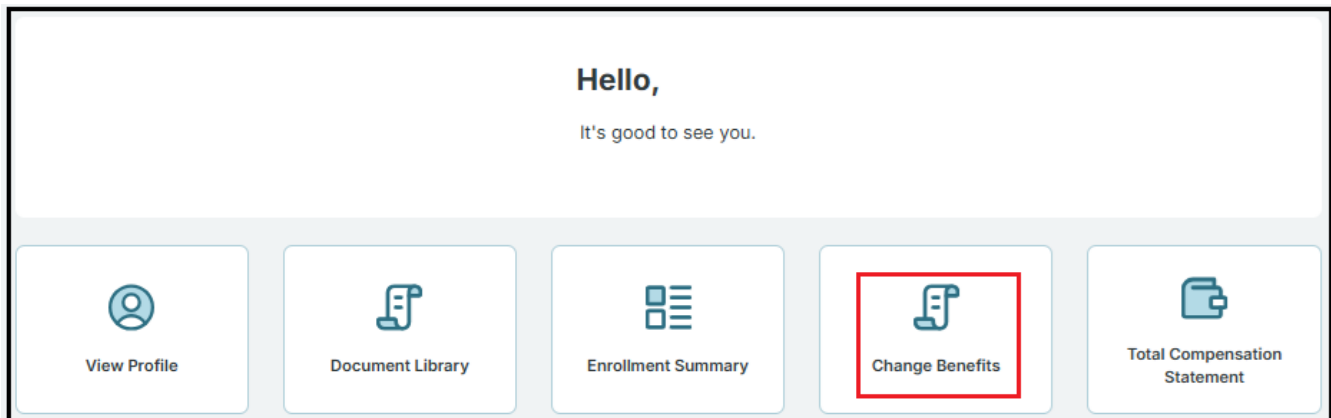 Hello,
It's good to see you.
View Profile
Document Library
Enrollment Summary
Change Benefits
Total Compensation
Statement